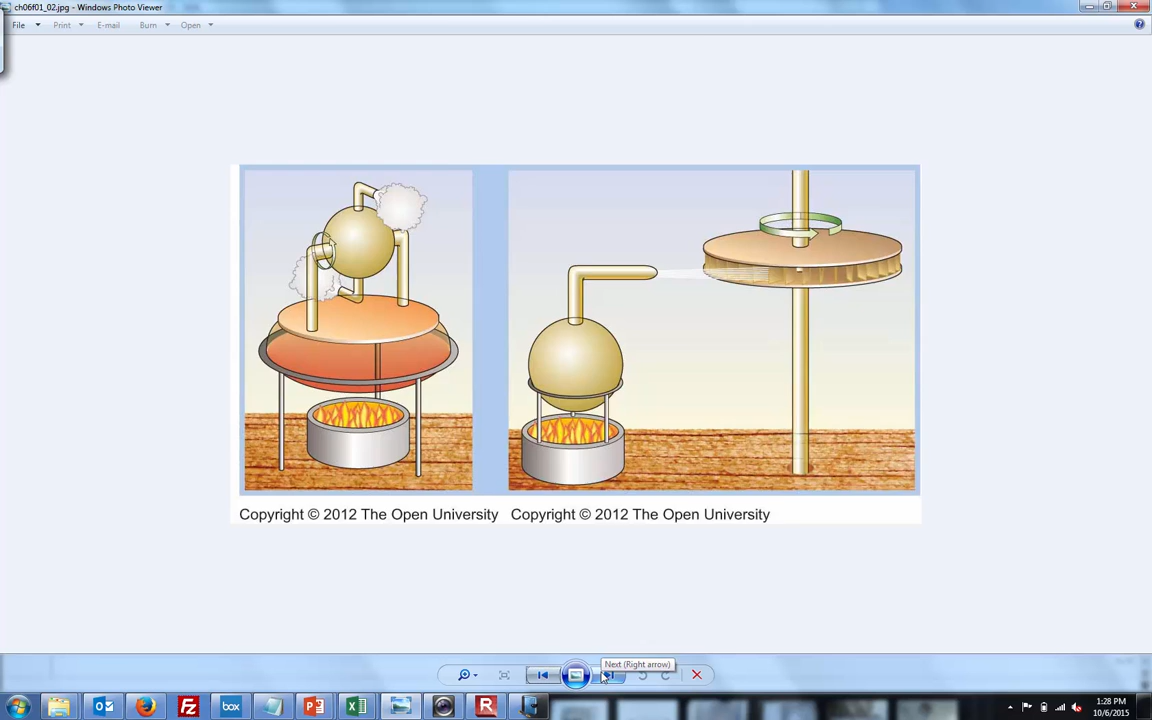 ch06f01_02.jpg - Windows Photo Viewer
File Print E-mail Burn Open
Copyright © 2012 The Open University Copyright © 2012 The Open University
Next (Right arrow)
box
1:28 PM
10/6/2015